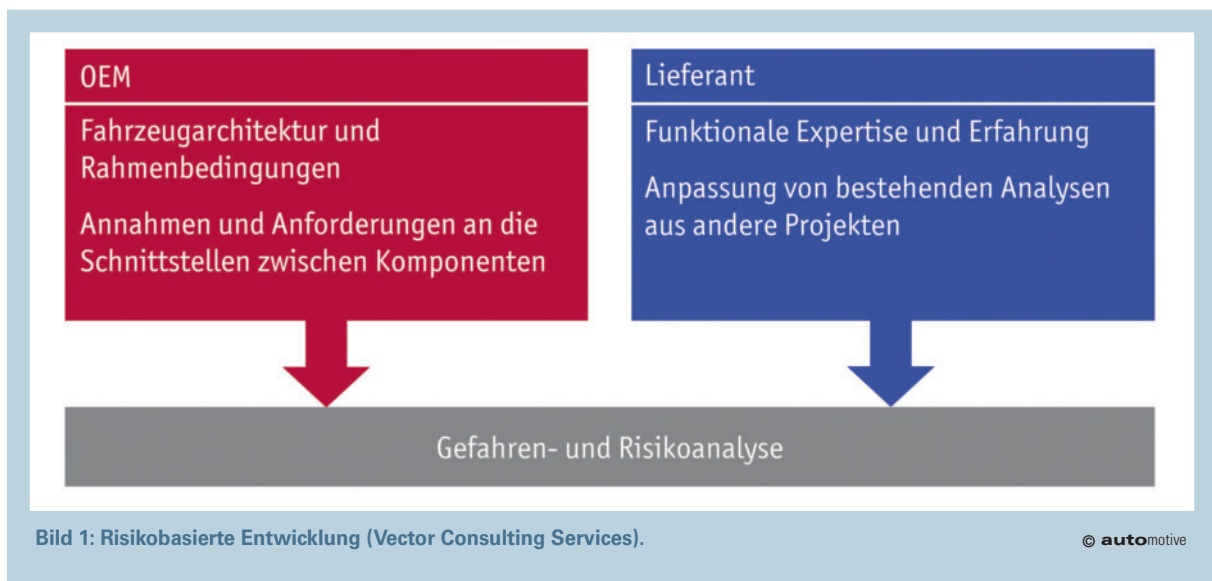 OEM
Fahrzeugarchitektur und
Rahmenbedingungen
Annahmen und Anforderungen an die
Schnittstellen zwischen Komponenten
Lieferant
Funktionale Expertise und Erfahrung
Anpassung von bestehenden Analysen
aus andere Projekten
Gefahren- und Risikoanalyse
Bild 1: Risikobasierte Entwicklung (Vector Consulting Services).
© automotive